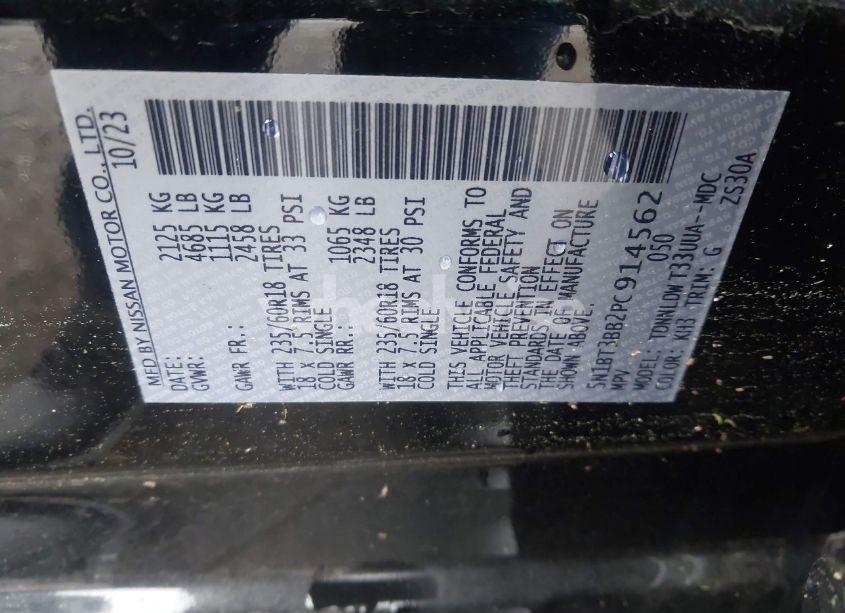 MFD BY NISSAN MOTOR CO., LTD.
DATE: 10/23
GVWR: 2125 KG
4685 LB
GAWR FR.: 1115 KG
2458 LB
WITH 235/60R18 TIRES
18 X 7.5 RIMS AT 33 PSI
COLD SINGLE
GAWR RR.: 1065 KG
2348 LB
WITH 235/60R18 TIRES
18 X 7.5 RIMS AT 30 PSI
COLD SINGLE
THIS VEHICLE CONFORMS TO
ALL APPLICABLE FEDERAL
MOTOR VEHICLE SAFETY AND
THEFT PREVENTION
STANDARDS IN EFFECT ON
THE DATE OF MANUFACTURE
SHOWN ABOVE.
5N1BT3BB2PC914562
MPV 050
MODEL: TDNNLDWT33UUA--MDC
COLOR: KH3 TRIM: G ZS30A